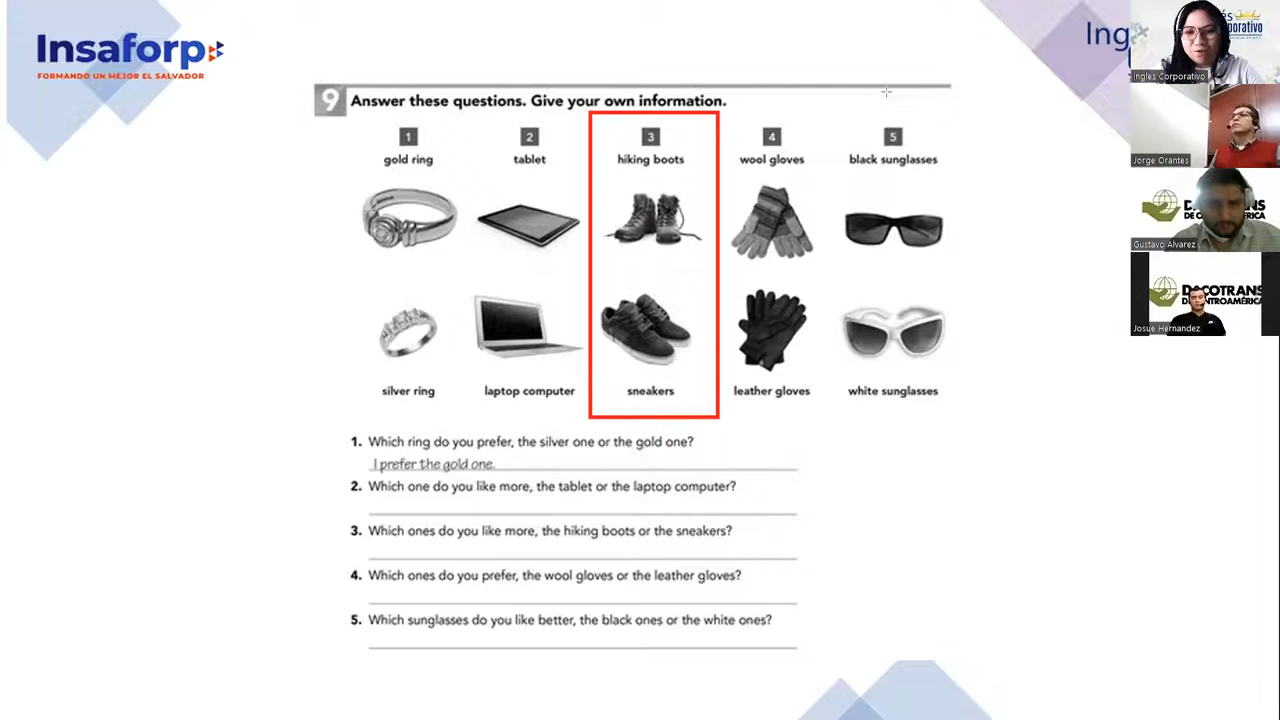 Insaforp
FORMANDO UN MEJOR EL SALVADOR
Ing
és
porativo
Ingles Corporativo
Jorge Orantes
DE C
Gustavo Alvarez
Josue Hernandez
9 Answer these questions. Give your own information.
1 2 3 4 5
gold ring tablet hiking boots wool gloves black sunglasses
silver ring laptop computer sneakers leather gloves white sunglasses
1. Which ring do you prefer, the silver one or the gold one?
I prefer the gold one.
2. Which one do you like more, the tablet or the laptop computer?
3. Which ones do you like more, the hiking boots or the sneakers?
4. Which ones do you prefer, the wool gloves or the leather gloves?
5. Which sunglasses do you like better, the black ones or the white ones?